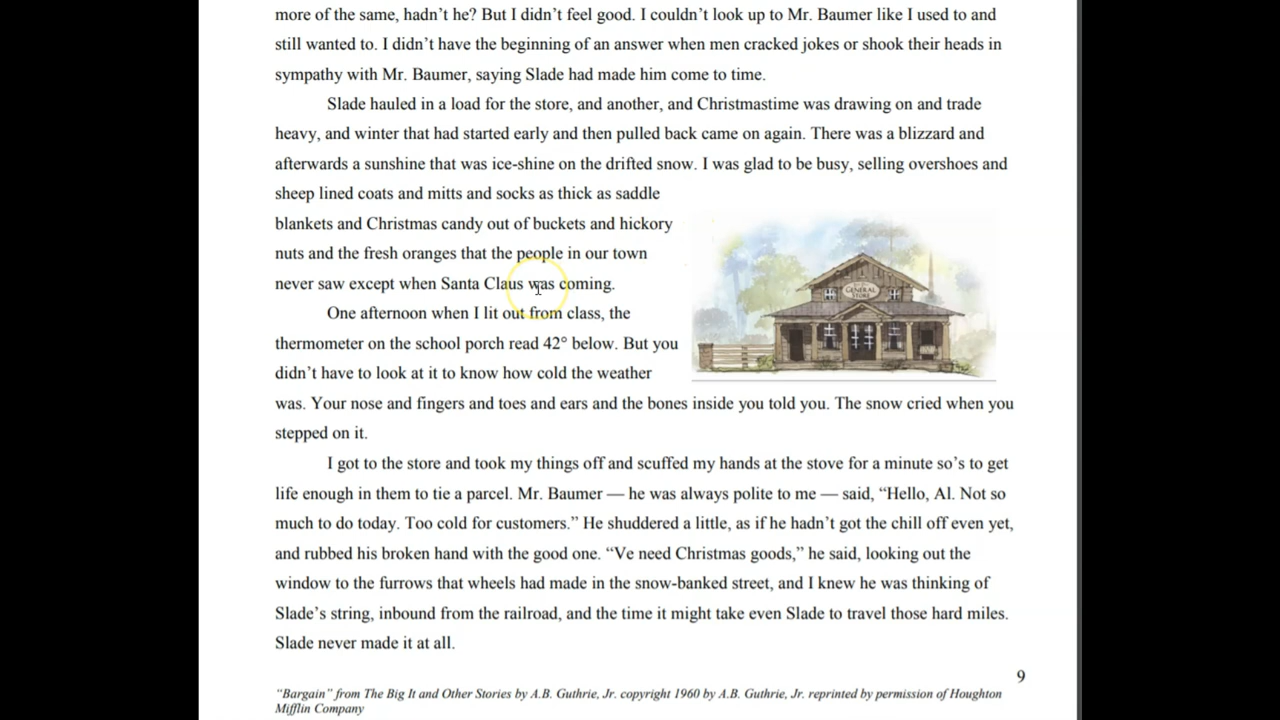 more of the same, hadn’t he? But I didn’t feel good. I couldn’t look up to Mr. Baumer like I used to and
still wanted to. I didn’t have the beginning of an answer when men cracked jokes or shook their heads in
sympathy with Mr. Baumer, saying Slade had made him come to time.
Slade hauled in a load for the store, and another, and Christmastime was drawing on and trade
heavy, and winter that had started early and then pulled back came on again. There was a blizzard and
afterwards a sunshine that was ice-shine on the drifted snow. I was glad to be busy, selling overshoes and
sheep lined coats and mitts and socks as thick as saddle
blankets and Christmas candy out of buckets and hickory
nuts and the fresh oranges that the people in our town
never saw except when Santa Claus was coming.
GENERAL
STORE
One afternoon when I lit out from class, the
thermometer on the school porch read 42° below. But you
didn’t have to look at it to know how cold the weather
was. Your nose and fingers and toes and ears and the bones inside you told you. The snow cried when you
stepped on it.
I got to the store and took my things off and scuffed my hands at the stove for a minute so’s to get
life enough in them to tie a parcel. Mr. Baumer — he was always polite to me — said, “Hello, Al. Not so
much to do today. Too cold for customers.” He shuddered a little, as if he hadn’t got the chill off even yet,
and rubbed his broken hand with the good one. “Ve need Christmas goods,” he said, looking out the
window to the furrows that wheels had made in the snow-banked street, and I knew he was thinking of
Slade’s string, inbound from the railroad, and the time it might take even Slade to travel those hard miles.
Slade never made it at all.
9
“Bargain” from The Big It and Other Stories by A.B. Guthrie, Jr. copyright 1960 by A.B. Guthrie, Jr. reprinted by permission of Houghton
Mifflin Company